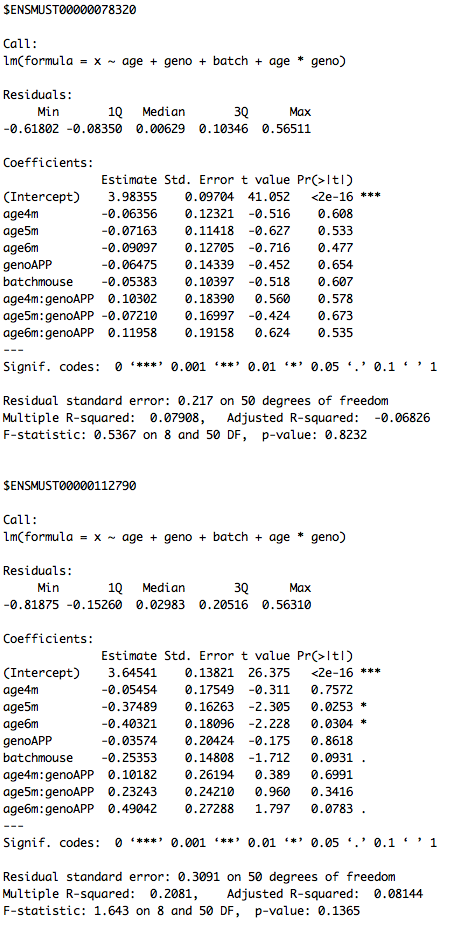 $ENSMUST00000078320
Call:
lm(formula = x ~ age + geno + batch + age * geno)
Residuals:
     Min       1Q   Median       3Q      Max
-0.61802 -0.08350  0.00629  0.10346  0.56511
Coefficients:
              Estimate Std. Error t value Pr(>|t|)
(Intercept)    3.98355    0.09704  41.052   <2e-16 ***
age4m         -0.06356    0.12321  -0.516    0.608
age5m         -0.07163    0.11418  -0.627    0.533
age6m         -0.09097    0.12705  -0.716    0.477
genoAPP       -0.06475    0.14339  -0.452    0.654
batchmouse    -0.05383    0.10397  -0.518    0.607
age4m:genoAPP  0.10302    0.18390   0.560    0.578
age5m:genoAPP -0.07210    0.16997  -0.424    0.673
age6m:genoAPP  0.11958    0.19158   0.624    0.535
---
Signif. codes:  0 ‘***’ 0.001 ‘**’ 0.01 ‘*’ 0.05 ‘.’ 0.1 ‘ ’ 1
Residual standard error: 0.217 on 50 degrees of freedom
Multiple R-squared:  0.07908,	Adjusted R-squared:  -0.06826
F-statistic: 0.5367 on 8 and 50 DF,  p-value: 0.8232
$ENSMUST00000112790
Call:
lm(formula = x ~ age + geno + batch + age * geno)
Residuals:
     Min       1Q   Median       3Q      Max
-0.81875 -0.15260  0.02983  0.20516  0.56310
Coefficients:
              Estimate Std. Error t value Pr(>|t|)
(Intercept)    3.64541    0.13821  26.375   <2e-16 ***
age4m         -0.05454    0.17549  -0.311   0.7572
age5m         -0.37489    0.16263  -2.305   0.0253 *
age6m         -0.40321    0.18096  -2.228   0.0304 *
genoAPP       -0.03574    0.20424  -0.175   0.8618
batchmouse    -0.25353    0.14808  -1.712   0.0931 .
age4m:genoAPP  0.10182    0.26194   0.389   0.6991
age5m:genoAPP  0.23243    0.24210   0.960   0.3416
age6m:genoAPP  0.49042    0.27288   1.797   0.0783 .
---
Signif. codes:  0 ‘***’ 0.001 ‘**’ 0.01 ‘*’ 0.05 ‘.’ 0.1 ‘ ’ 1
Residual standard error: 0.3091 on 50 degrees of freedom
Multiple R-squared:  0.2081,	Adjusted R-squared:  0.08144
F-statistic: 1.643 on 8 and 50 DF,  p-value: 0.1365